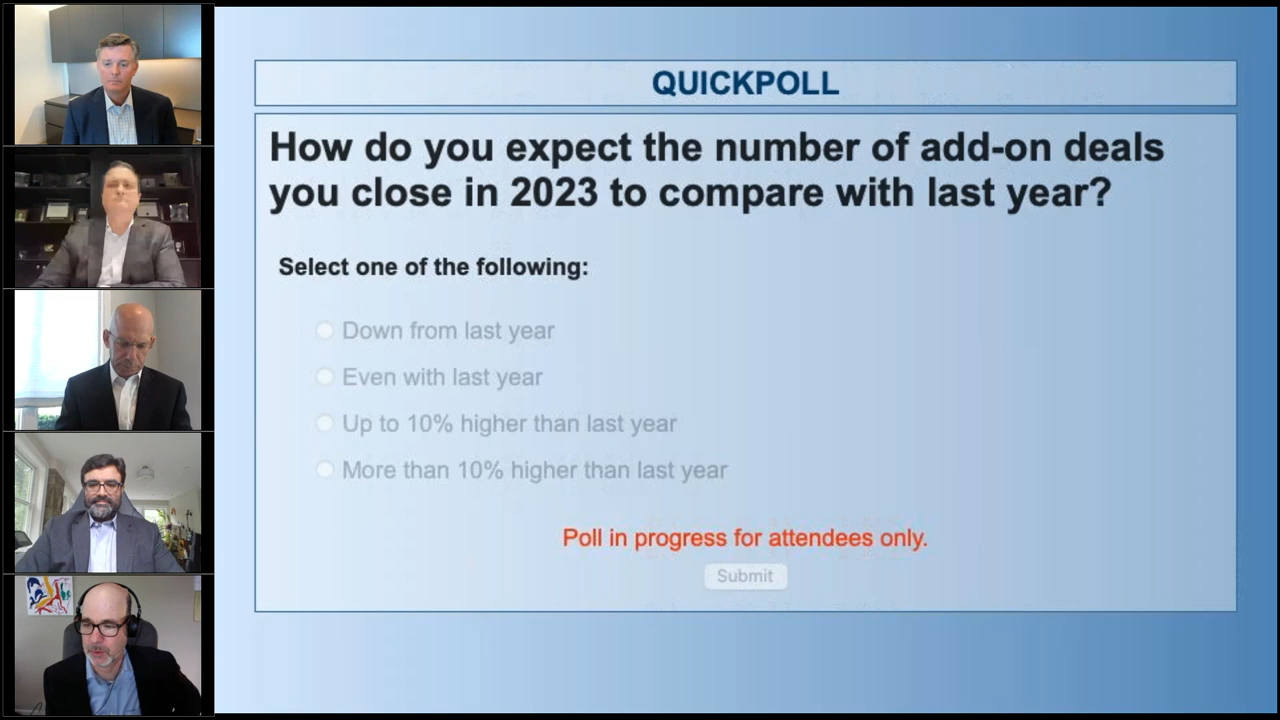 QUICKPOLL
How do you expect the number of add-on deals
you close in 2023 to compare with last year?
Select one of the following:
Down from last year
Even with last year
Up to 10% higher than last year
More than 10% higher than last year
Poll in progress for attendees only.
Submit